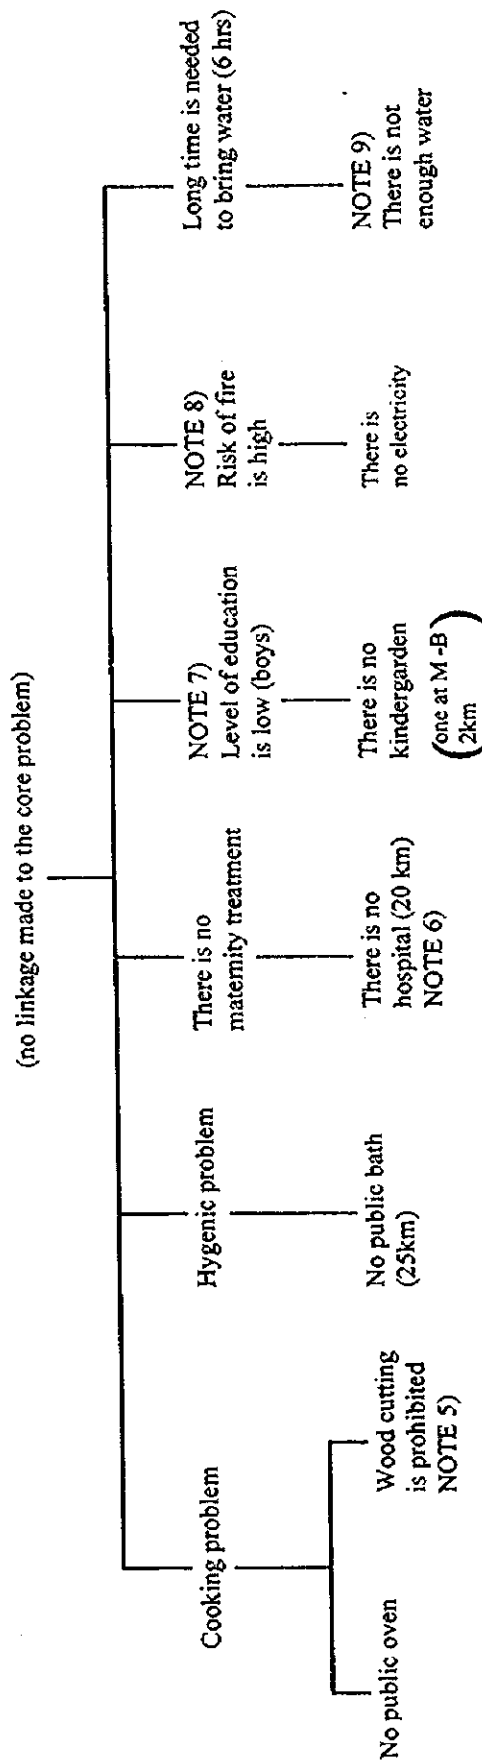 (no linkage made to the core problem)
Cooking problem
Hygenic problem
There is no
maternity treatment
NOTE 7)
Level of education
is low (boys)
NOTE 8)
Risk of fire
is high
Long time is needed
to bring water (6 hrs)
No public oven
Wood cutting
is prohibited
NOTE 5)
No public bath
(25km)
There is no
hospital (20 km)
NOTE 6)
There is no
kindergarden
(one at M -B
2km)
There is
no electricity
NOTE 9)
There is not
enough water